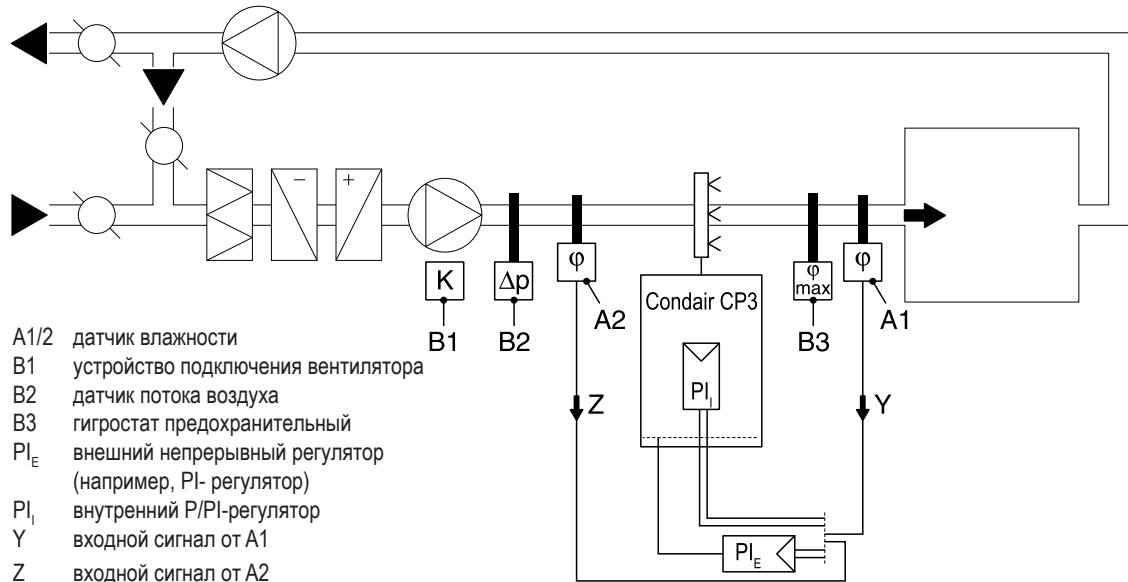 − +
K
Δp
φ
φ max
φ
Condair CP3
B1 B2 A2 B3 A1
PI_I
Z Y
PI_E
A1/2 датчик влажности
B1 устройство подключения вентилятора
B2 датчик потока воздуха
B3 гигростат предохранительный
PI_E внешний непрерывный регулятор
(например, PI- регулятор)
PI_I внутренний P/PI-регулятор
Y входной сигнал от A1
Z входной сигнал от A2